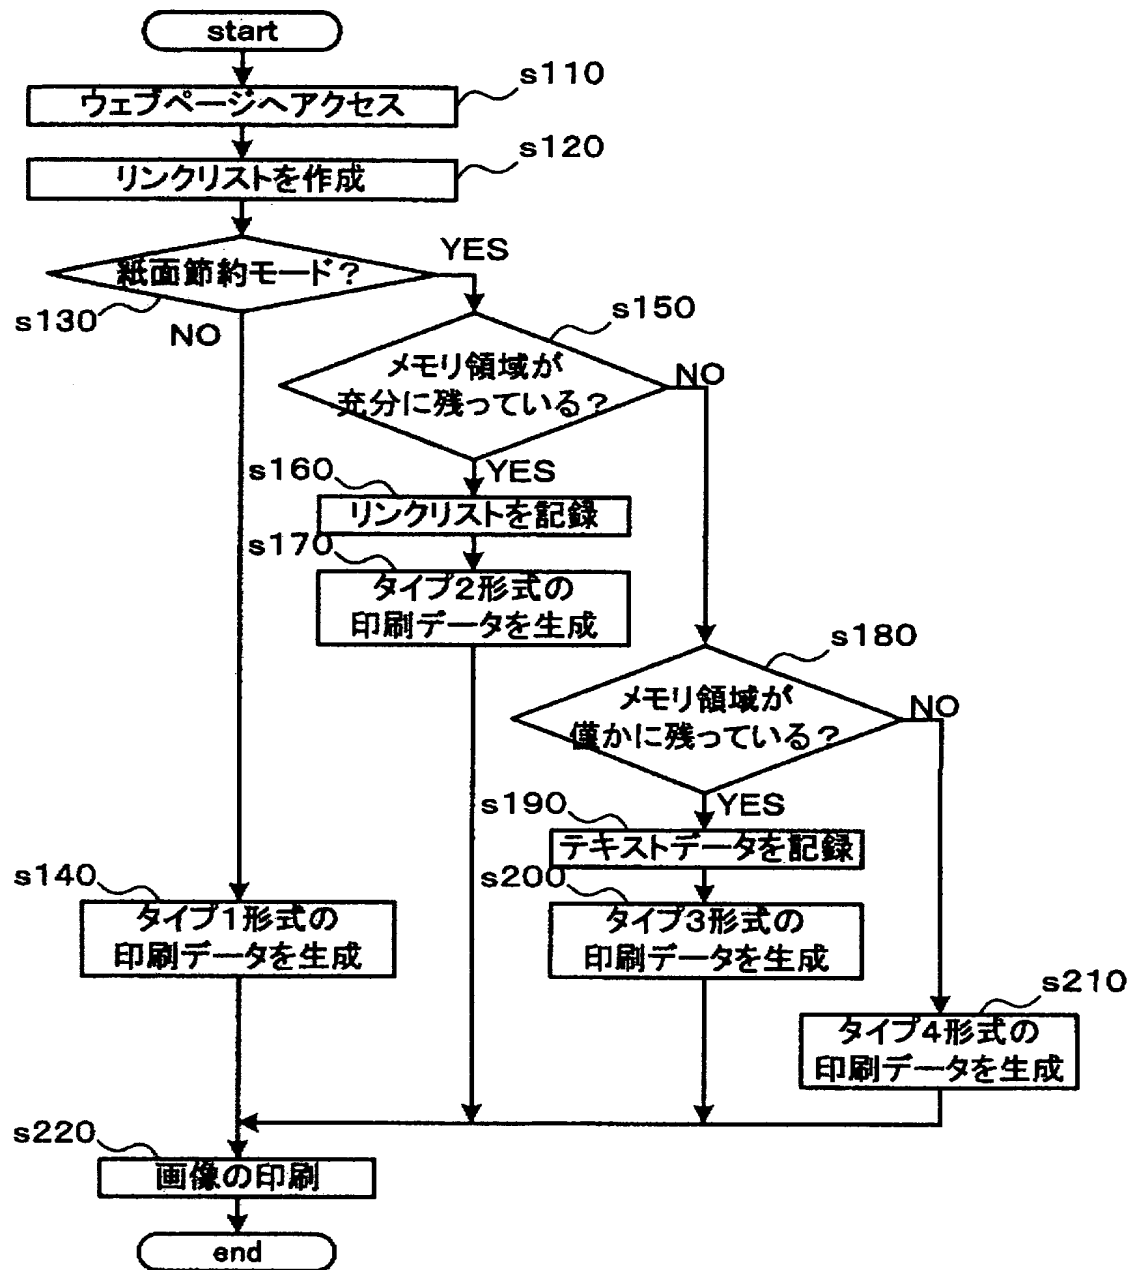 start
s110
ウェブページへアクセス
s120
リンクリストを作成
YES
紙面節約モード？
s130
NO
s150
メモリ領域が
充分に残っている？
NO
YES
s160
リンクリストを記録
s170
タイプ２形式の
印刷データを生成
s180
メモリ領域が
僅かに残っている？
NO
YES
s190
テキストデータを記録
s200
タイプ３形式の
印刷データを生成
s140
タイプ１形式の
印刷データを生成
s210
タイプ４形式の
印刷データを生成
s220
画像の印刷
end